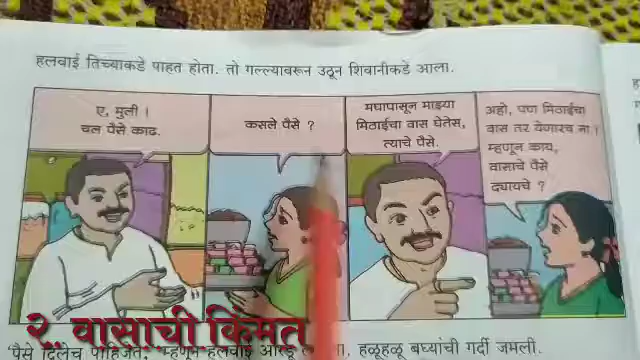 हलवाई तिच्याकडे पाहत होता. तो गल्ल्यावरून उठून शिवानीकडे आला.
ए, मुली !
चल पैसे काढ.
कसले पैसे ?
मघापासून माझ्या
मिठाईचा वास घेतेस,
त्याचे पैसे.
अहो, पण मिठाईचा
वास तर येणारच ना !
म्हणून काय,
वासाचे पैसे
द्यायचे ?
२. वासाची किंमत
'पैसे दिलेच पाहिजेत,' म्हणून हलवाई हळूहळू बघ्यांची गर्दी जमली.